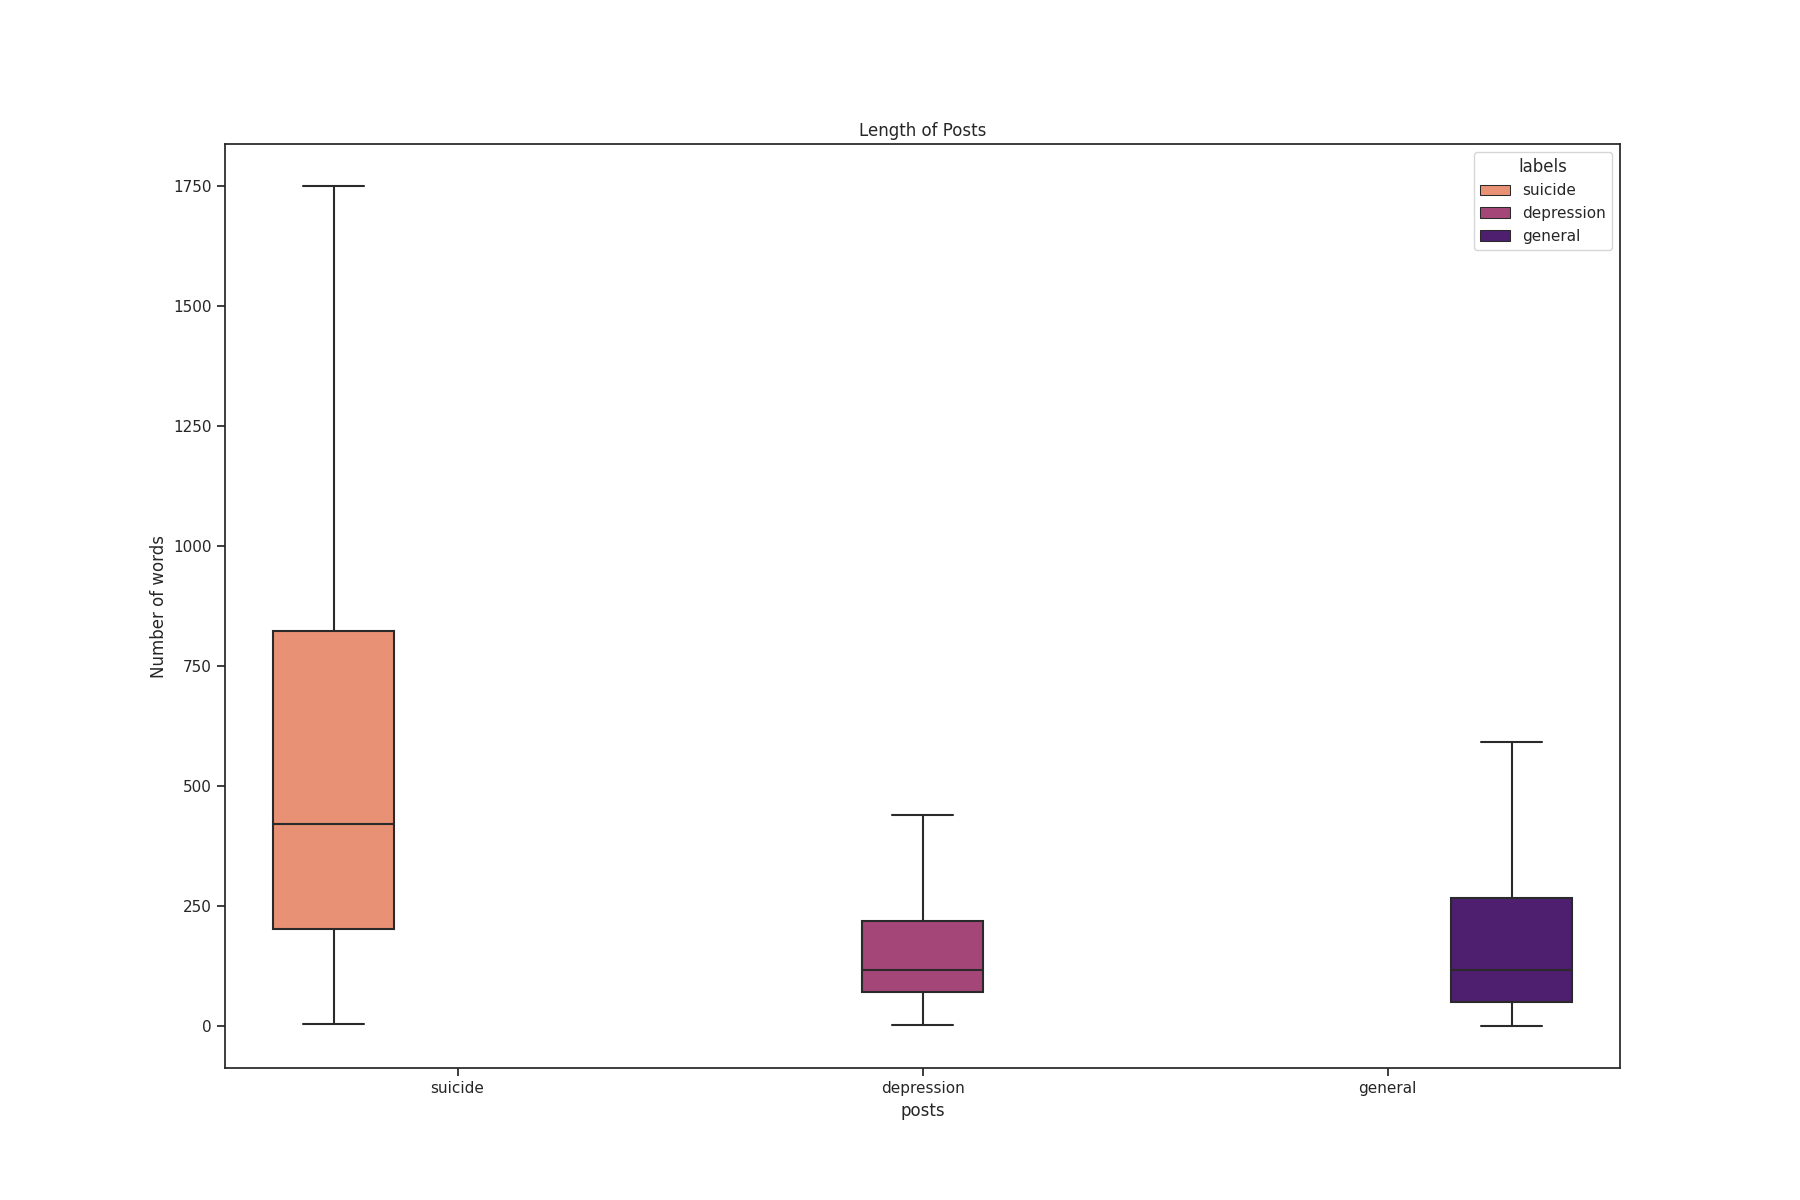 Length of Posts
labels
suicide
depression
general
1750
1500
1250
1000
750
500
250
0
Number of words
suicide
depression
general
posts